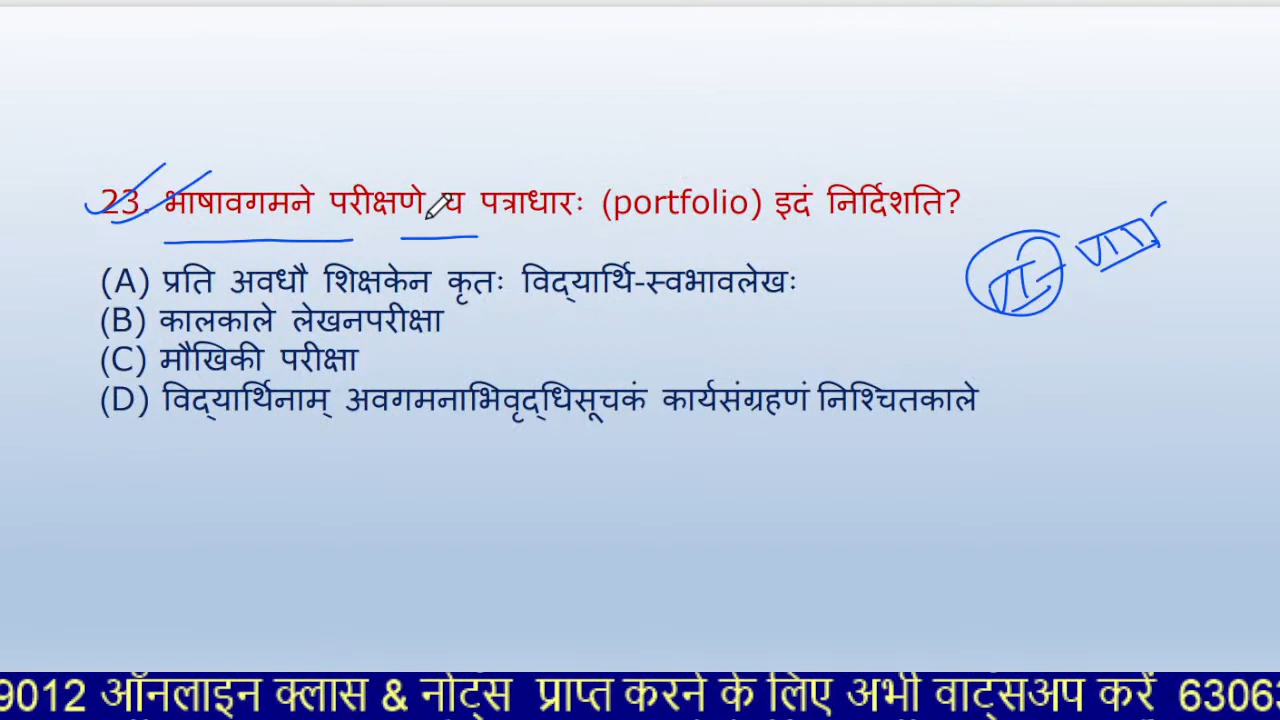 23. भाषावगमने परीक्षणे य पत्राधारः (portfolio) इदं निर्दिशति?
(A) प्रति अवधौ शिक्षकेन कृतः विद्यार्थि-स्वभावलेखः
(B) कालकाले लेखनपरीक्षा
(C) मौखिकी परीक्षा
(D) विद्यार्थिनाम् अवगमनाभिवृद्धिसूचकं कार्यसंग्रहणं निश्चितकाले
9012 ऑनलाइन क्लास & नोट्स प्राप्त करने के लिए अभी वाट्सअप करें 6306